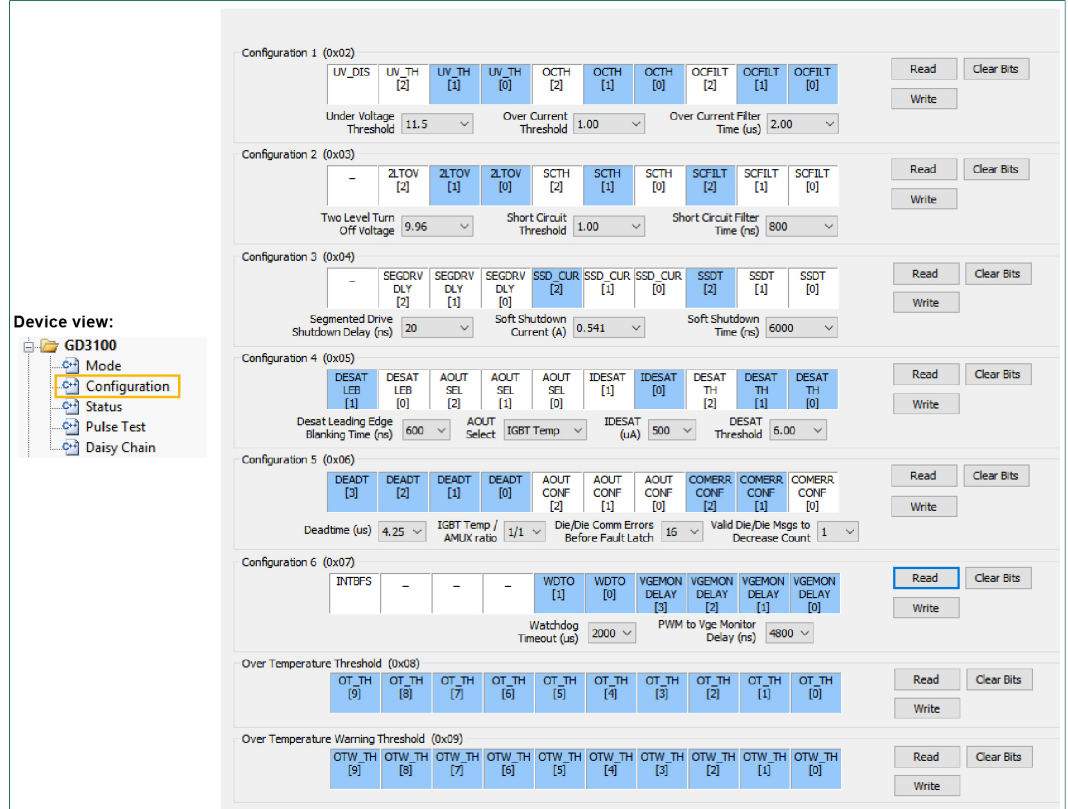 Device view:
GD3100
Mode
Configuration
Status
Pulse Test
Daisy Chain
Configuration 1 (0x02)
UV_DIS UV_TH UV_TH UV_TH OCTH OCTH OCTH OCFILT OCFILT OCFILT
[2] [1] [0] [2] [1] [0] [2] [1] [0]
Read Clear Bits
Write
Under Voltage Over Current Over Current Filter
Threshold 11.5 Threshold 1.00 Time (us) 2.00
Configuration 2 (0x03)
_ 2LTOV 2LTOV 2LTOV SCTH SCTH SCTH SCFILT SCFILT SCFILT
[2] [1] [0] [2] [1] [0] [2] [1] [0]
Read Clear Bits
Write
Two Level Turn Short Circuit Short Circuit Filter
Off Voltage 9.96 Threshold 1.00 Time (ns) 800
Configuration 3 (0x04)
_ SEGDRV SEGDRV SEGDRV SSD_CUR SSD_CUR SSD_CUR SSDT SSDT SSDT
DLY DLY DLY [2] [1] [0] [2] [1] [0]
[2] [1] [0]
Read Clear Bits
Write
Segmented Drive Soft Shutdown Soft Shutdown
Shutdown Delay (ns) 20 Current (A) 0.541 Time (ns) 6000
Configuration 4 (0x05)
DESAT DESAT AOUT AOUT AOUT IDESAT IDESAT DESAT DESAT DESAT
LEB LEB SEL SEL SEL [1] [0] TH TH TH
[1] [0] [2] [1] [0] [2] [1] [0]
Read Clear Bits
Write
Desat Leading Edge AOUT IDESAT DESAT
Blanking Time (ns) 600 Select IGBT Temp (uA) 500 Threshold 6.00
Configuration 5 (0x06)
DEADT DEADT DEADT DEADT AOUT AOUT AOUT COMERR COMERR COMERR
[3] [2] [1] [0] CONF CONF CONF CONF CONF CONF
[2] [1] [0] [2] [1] [0]
Read Clear Bits
Write
Deadtime (us) 4.25 IGBT Temp / AMUX ratio 1/1 Die/Die Comm Errors Before Fault Latch 16 Valid Die/Die Msgs to Decrease Count 1
Configuration 6 (0x07)
INTBFS _ _ _ WDTO WDTO VGEMON VGEMON VGEMON VGEMON
[1] [0] DELAY DELAY DELAY DELAY
[3] [2] [1] [0]
Read Clear Bits
Write
Watchdog PWM to Vge Monitor
Timeout (us) 2000 Delay (ns) 4800
Over Temperature Threshold (0x08)
OT_TH OT_TH OT_TH OT_TH OT_TH OT_TH OT_TH OT_TH OT_TH OT_TH
[9] [8] [7] [6] [5] [4] [3] [2] [1] [0]
Read Clear Bits
Write
Over Temperature Warning Threshold (0x09)
OTW_TH OTW_TH OTW_TH OTW_TH OTW_TH OTW_TH OTW_TH OTW_TH OTW_TH OTW_TH
[9] [8] [7] [6] [5] [4] [3] [2] [1] [0]
Read Clear Bits
Write